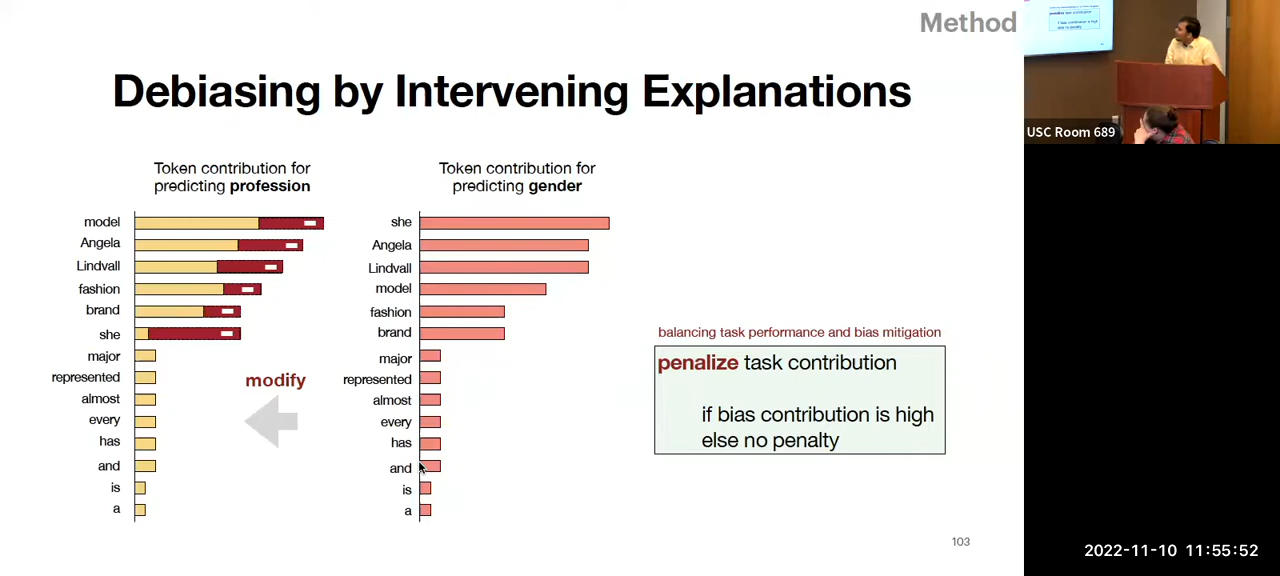 Method
Debiasing by Intervening Explanations
Token contribution for
predicting profession
model
Angela
Lindvall
fashion
brand
she
major
represented
almost
every
has
and
is
a
modify
Token contribution for
predicting gender
she
Angela
Lindvall
model
fashion
brand
major
represented
almost
every
has
and
is
a
balancing task performance and bias mitigation
penalize task contribution
if bias contribution is high
else no penalty
103
USC Room 689
2022-11-10 11:55:52